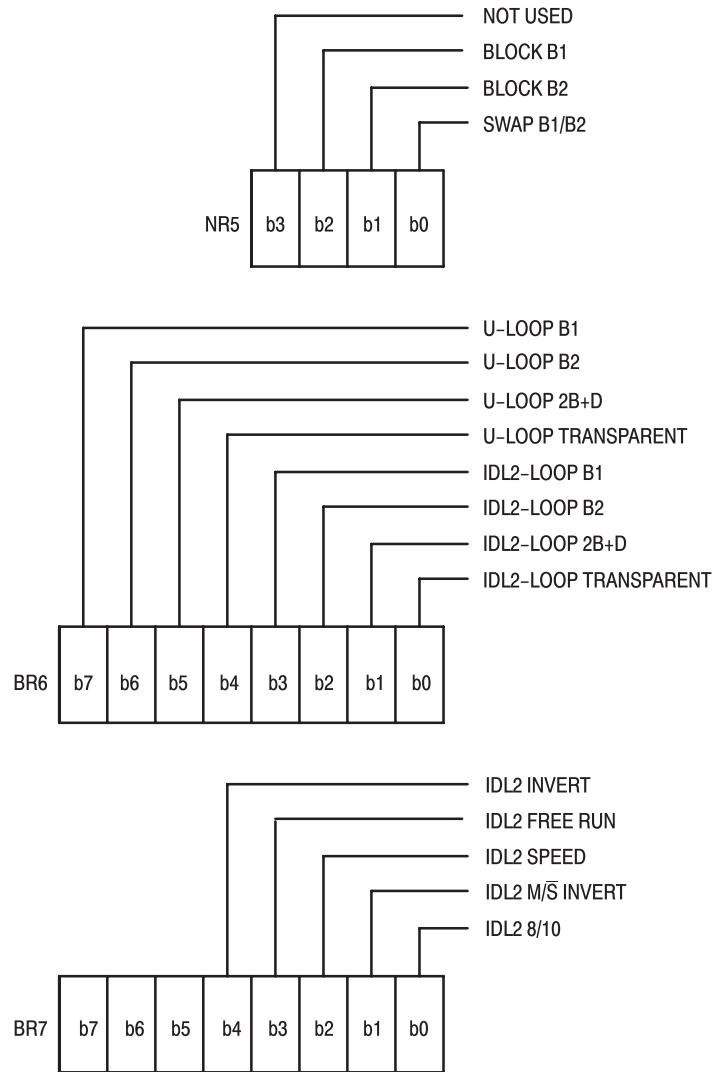 NOT USED
BLOCK B1
BLOCK B2
SWAP B1/B2
NR5 b3 b2 b1 b0
U–LOOP B1
U–LOOP B2
U–LOOP 2B+D
U–LOOP TRANSPARENT
IDL2–LOOP B1
IDL2–LOOP B2
IDL2–LOOP 2B+D
IDL2–LOOP TRANSPARENT
BR6 b7 b6 b5 b4 b3 b2 b1 b0
IDL2 INVERT
IDL2 FREE RUN
IDL2 SPEED
IDL2 M/S̅ INVERT
IDL2 8/10
BR7 b7 b6 b5 b4 b3 b2 b1 b0